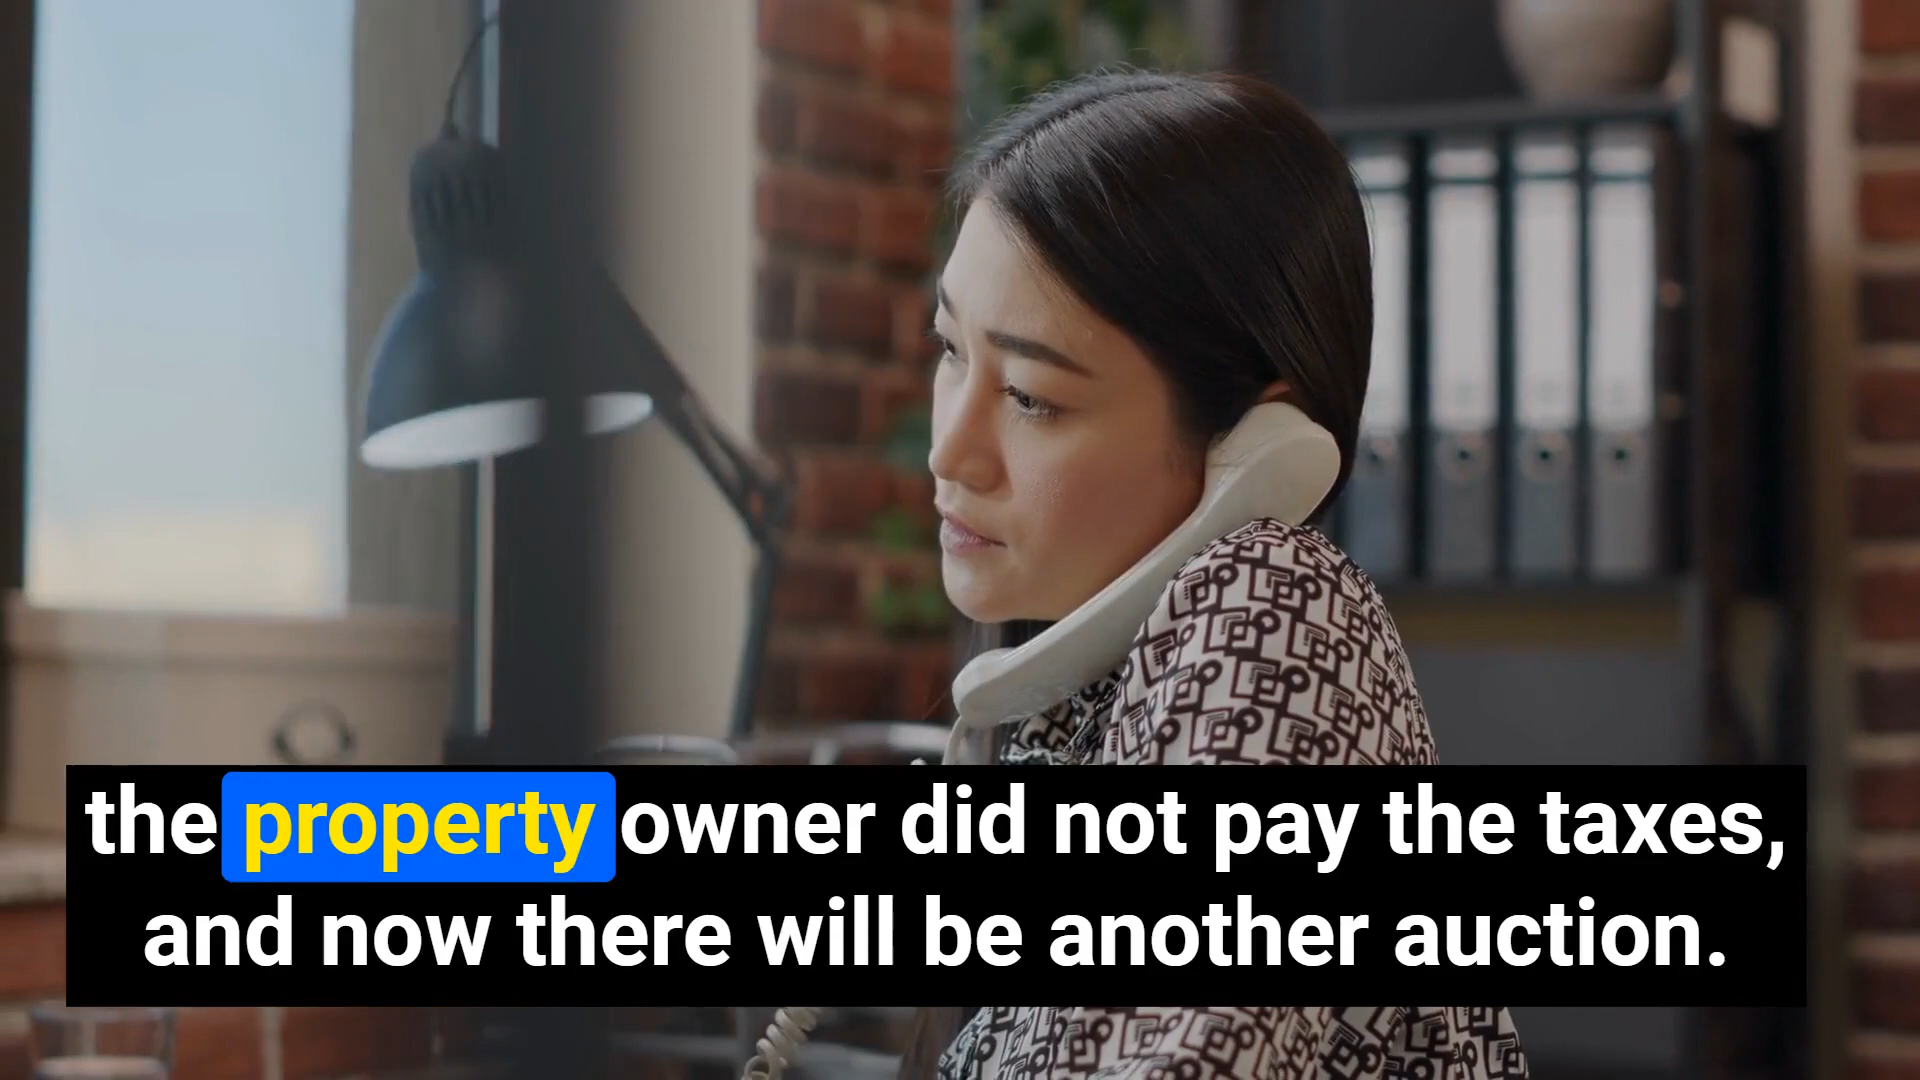 the property owner did not pay the taxes,
and now there will be another auction.